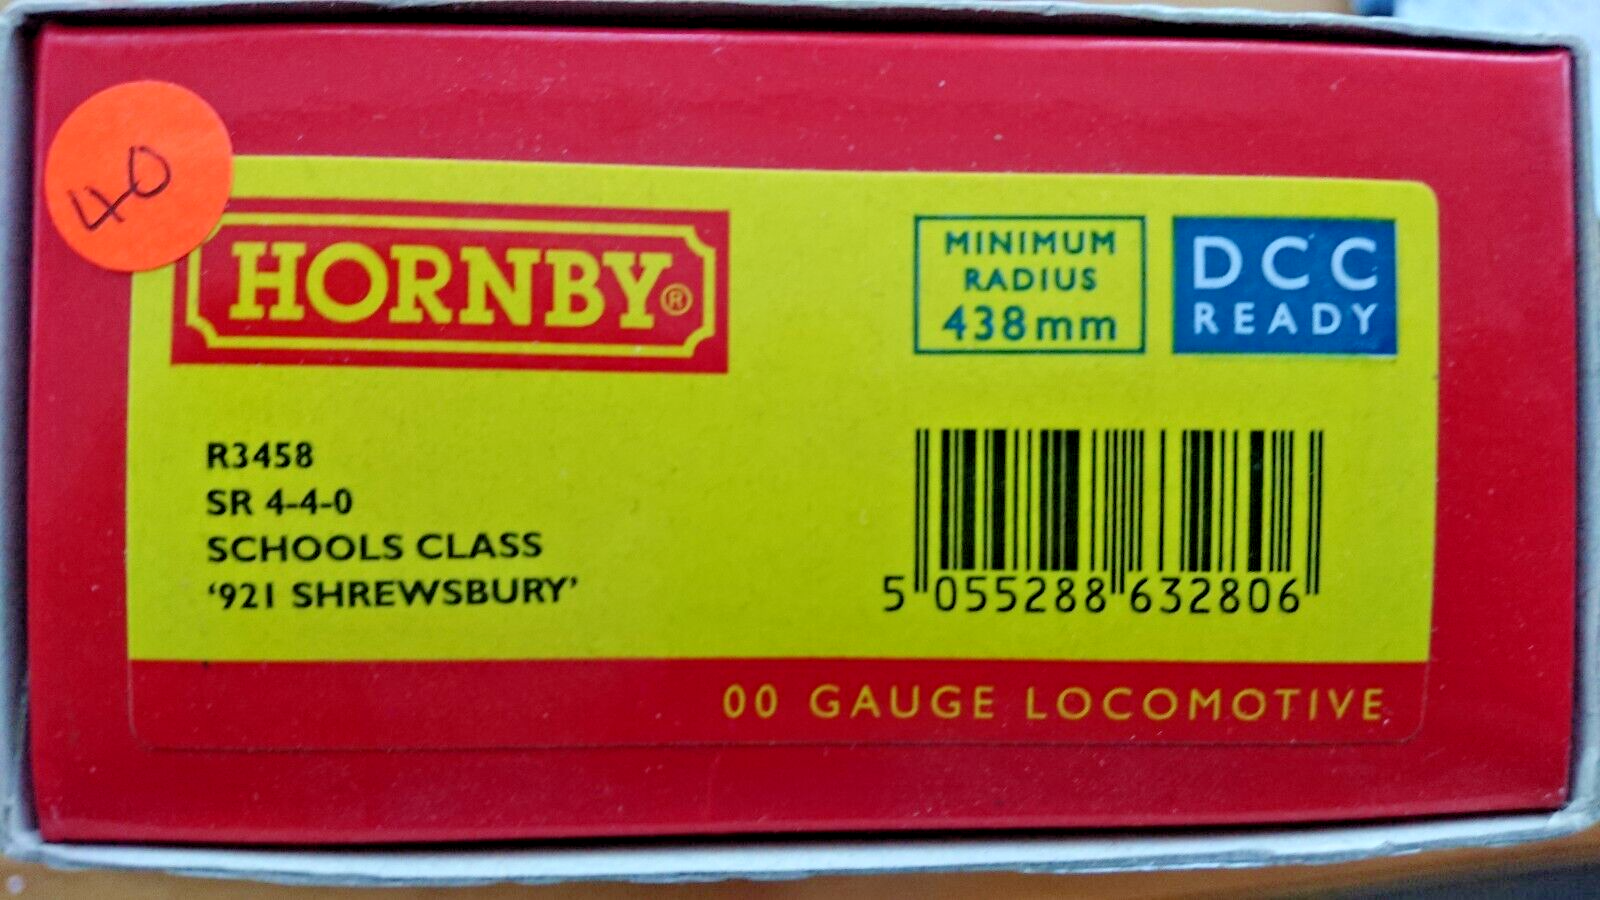 40
HORNBY®
MINIMUM
RADIUS
438mm
DCC
READY
R3458
SR 4-4-0
SCHOOLS CLASS
‘921 SHREWSBURY’
5 055288 632806
00 GAUGE LOCOMOTIVE